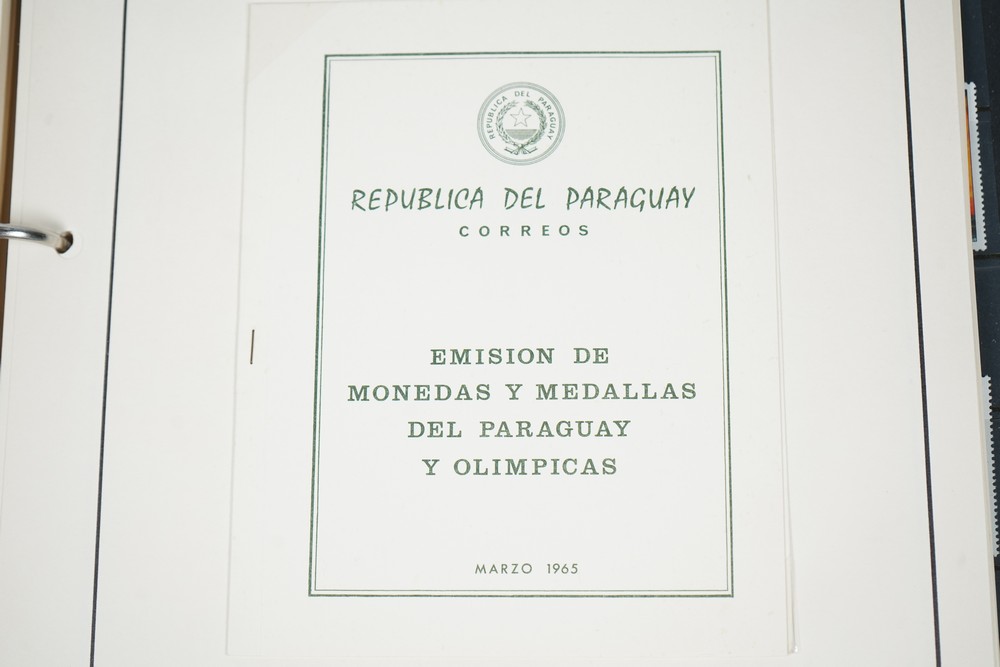 REPUBLICA DEL PARAGUAY
REPUBLICA DEL PARAGUAY
CORREOS
EMISION DE
MONEDAS Y MEDALLAS
DEL PARAGUAY
Y OLIMPICAS
MARZO 1965